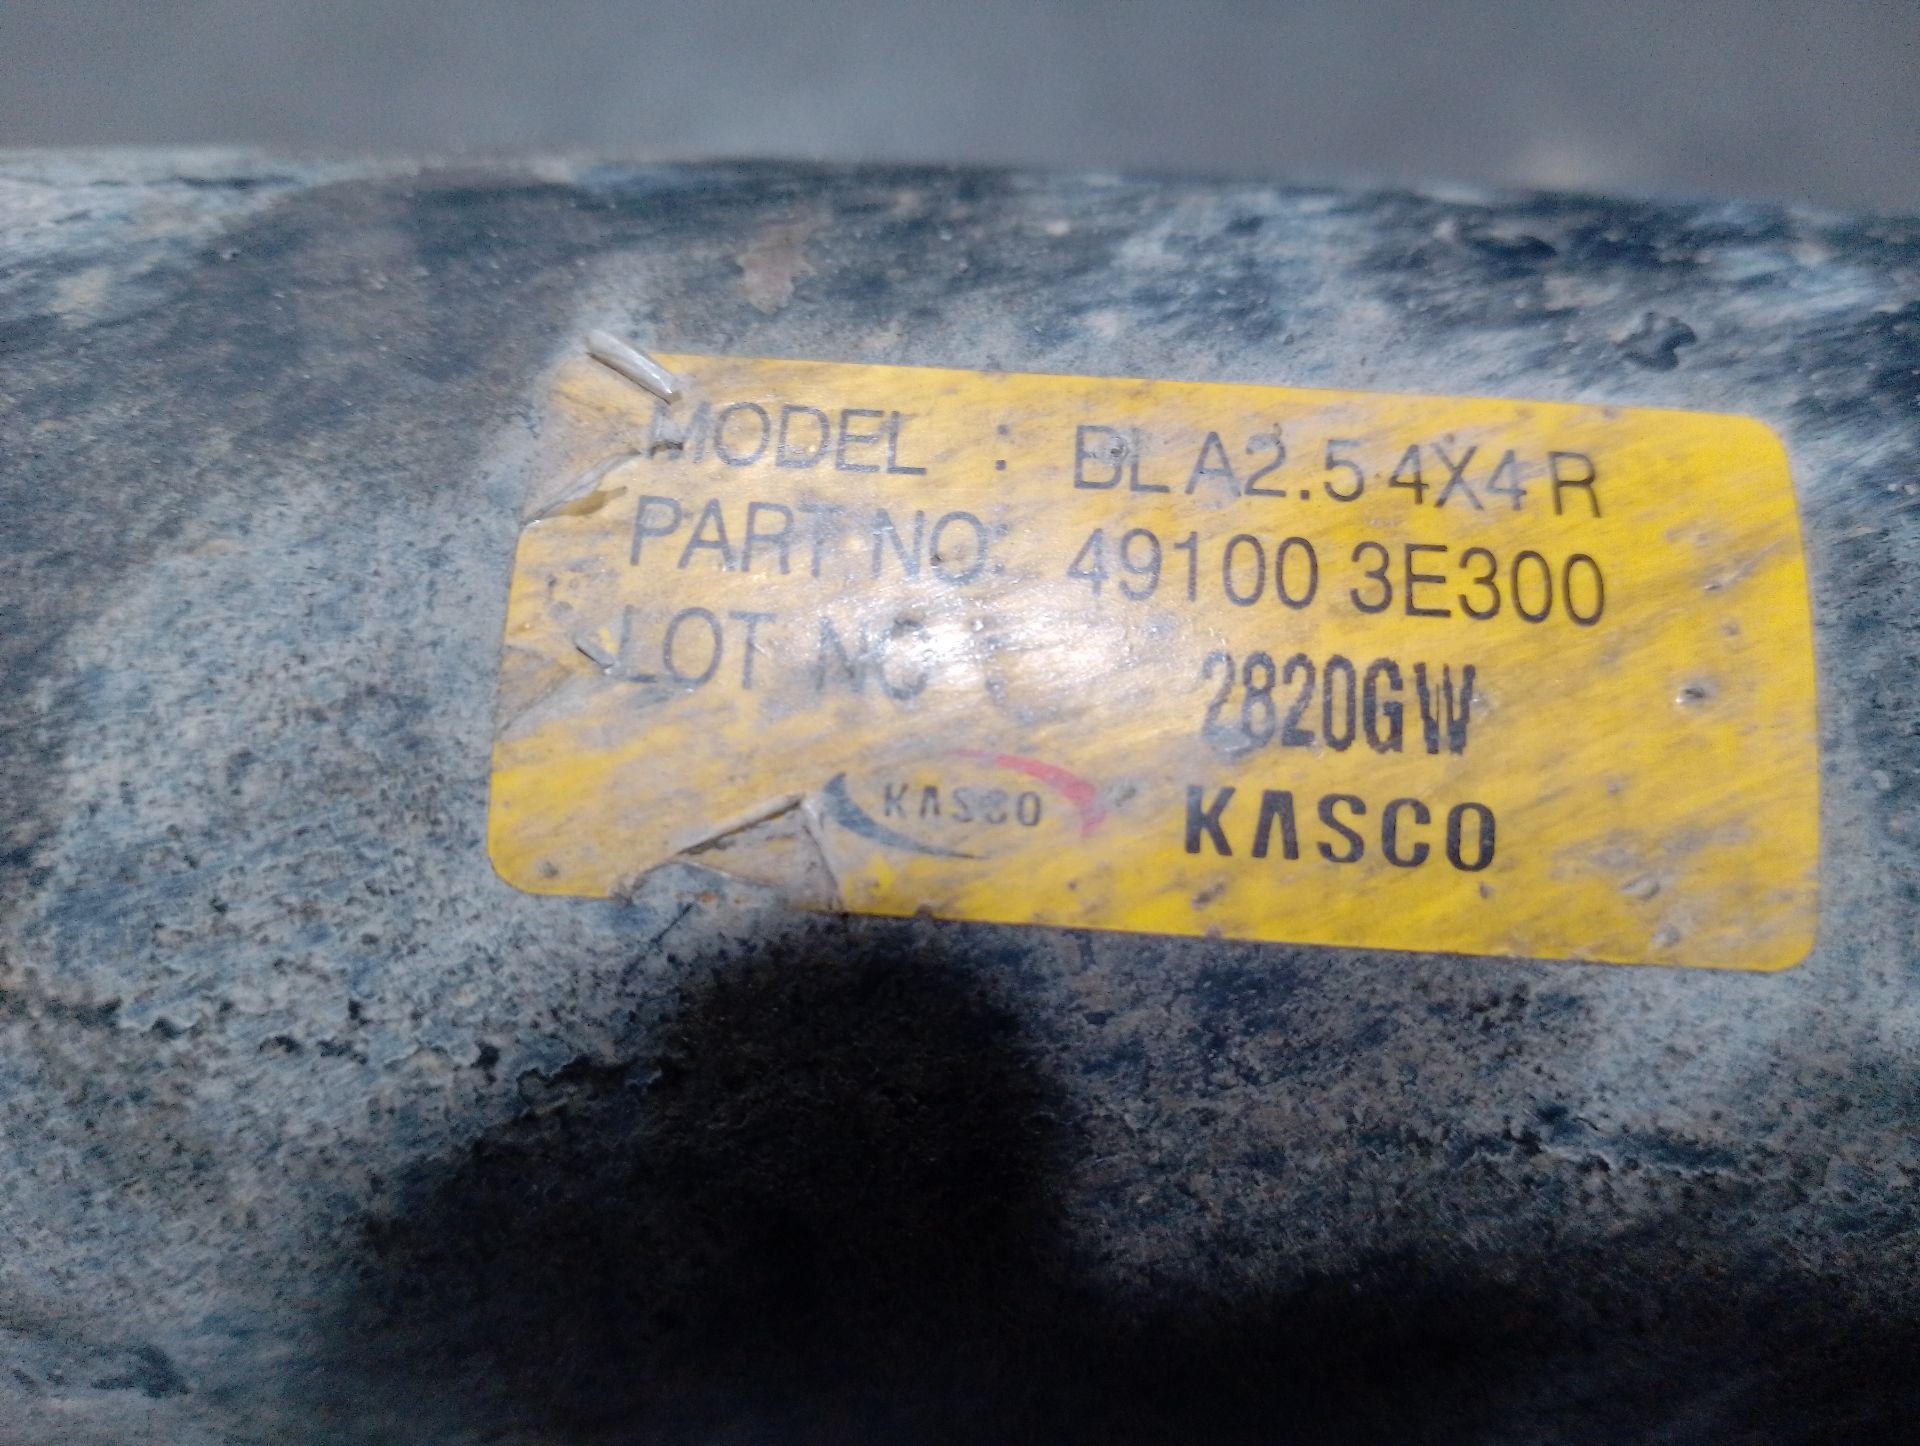 MODEL : BL A2.5 4X4 R
PART NO: 49100 3E300
LOT NO 2820GW
KASCO KASCO